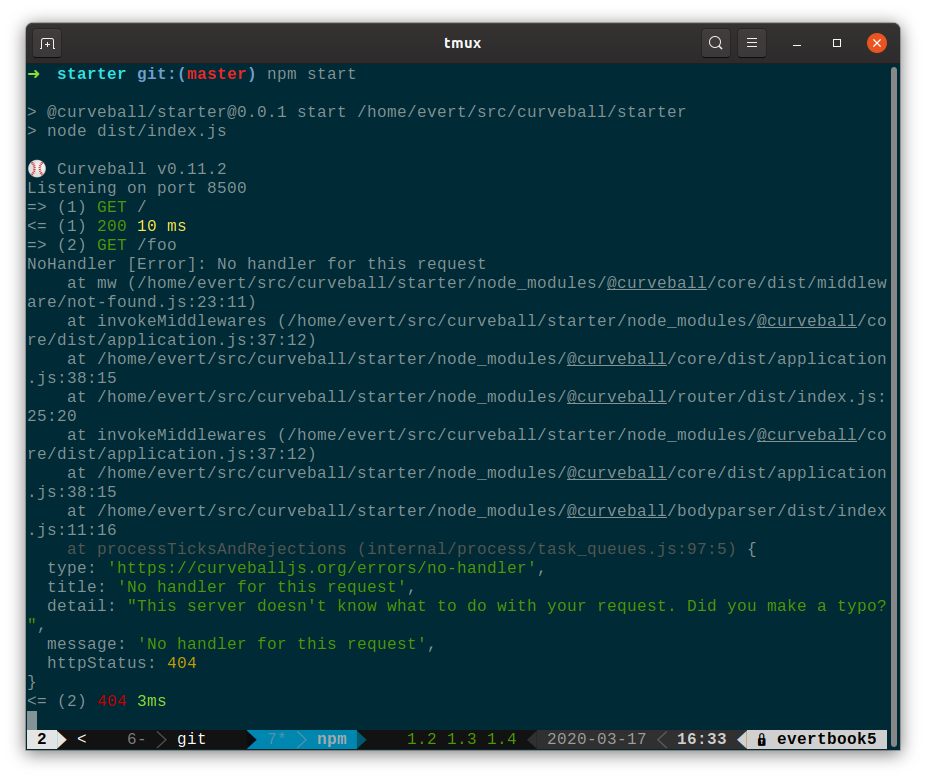 tmux
➜  starter git:(master) npm start
> @curveball/starter@0.0.1 start /home/evert/src/curveball/starter
> node dist/index.js
⚾ Curveball v0.11.2
Listening on port 8500
=> (1) GET /
<= (1) 200 10 ms
=> (2) GET /foo
NoHandler [Error]: No handler for this request
    at mw (/home/evert/src/curveball/starter/node_modules/@curveball/core/dist/middlew
are/not-found.js:23:11)
    at invokeMiddlewares (/home/evert/src/curveball/starter/node_modules/@curveball/co
re/dist/application.js:37:12)
    at /home/evert/src/curveball/starter/node_modules/@curveball/core/dist/application
.js:38:15
    at /home/evert/src/curveball/starter/node_modules/@curveball/router/dist/index.js:
25:20
    at invokeMiddlewares (/home/evert/src/curveball/starter/node_modules/@curveball/co
re/dist/application.js:37:12)
    at /home/evert/src/curveball/starter/node_modules/@curveball/core/dist/application
.js:38:15
    at /home/evert/src/curveball/starter/node_modules/@curveball/bodyparser/dist/index
.js:11:16
    at processTicksAndRejections (internal/process/task_queues.js:97:5) {
  type: 'https://curveballjs.org/errors/no-handler',
  title: 'No handler for this request',
  detail: "This server doesn't know what to do with your request. Did you make a typo?
",
  message: 'No handler for this request',
  httpStatus: 404
}
<= (2) 404 3ms
2 < 6- git 7* npm 1.2 1.3 1.4 2020-03-17 16:33 evertbook5